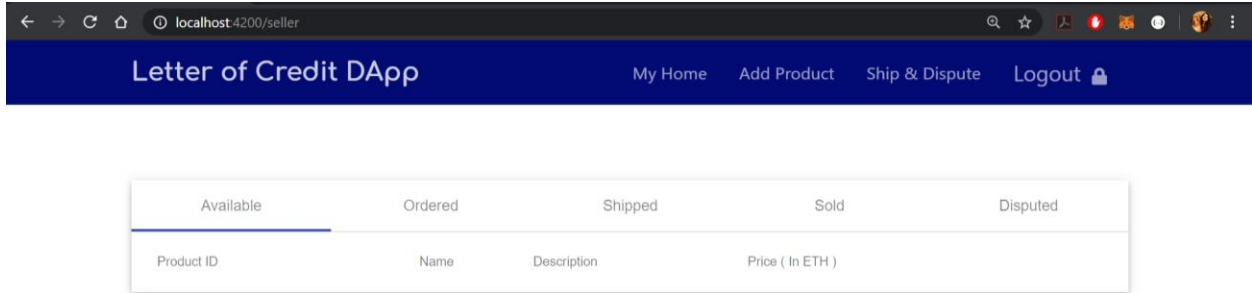 localhost:4200/seller
Letter of Credit DApp My Home Add Product Ship & Dispute Logout
Available Ordered Shipped Sold Disputed
Product ID Name Description Price ( In ETH )